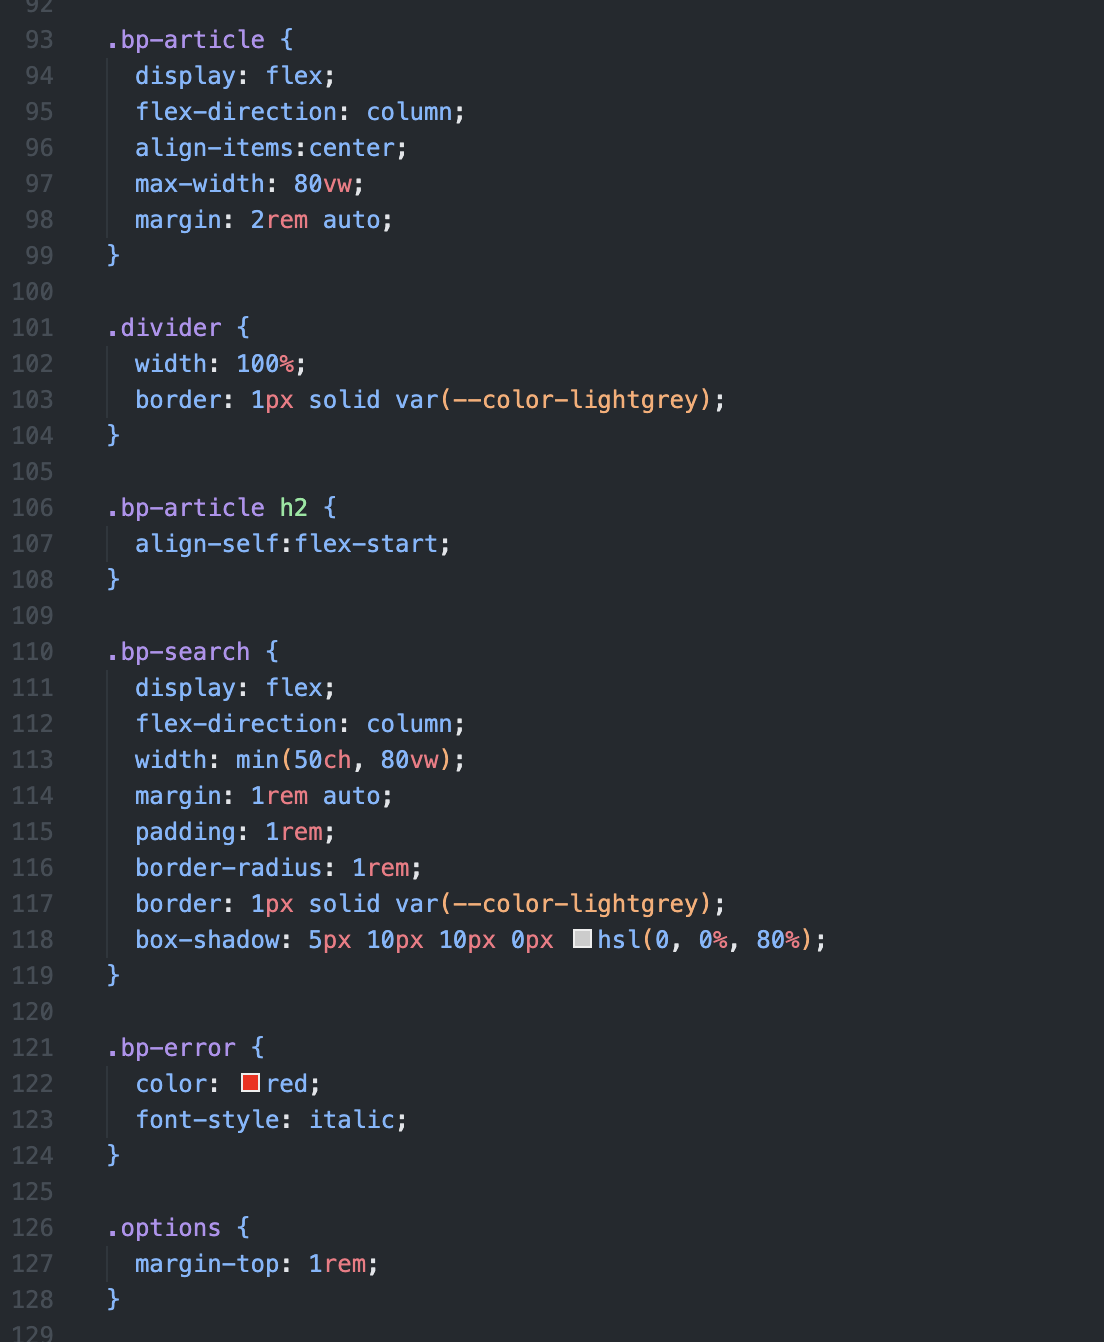 92
93 .bp-article {
94 display: flex;
95 flex-direction: column;
96 align-items:center;
97 max-width: 80vw;
98 margin: 2rem auto;
99 }
100
101 .divider {
102 width: 100%;
103 border: 1px solid var(--color-lightgrey);
104 }
105
106 .bp-article h2 {
107 align-self:flex-start;
108 }
109
110 .bp-search {
111 display: flex;
112 flex-direction: column;
113 width: min(50ch, 80vw);
114 margin: 1rem auto;
115 padding: 1rem;
116 border-radius: 1rem;
117 border: 1px solid var(--color-lightgrey);
118 box-shadow: 5px 10px 10px 0px hsl(0, 0%, 80%);
119 }
120
121 .bp-error {
122 color: red;
123 font-style: italic;
124 }
125
126 .options {
127 margin-top: 1rem;
128 }
129